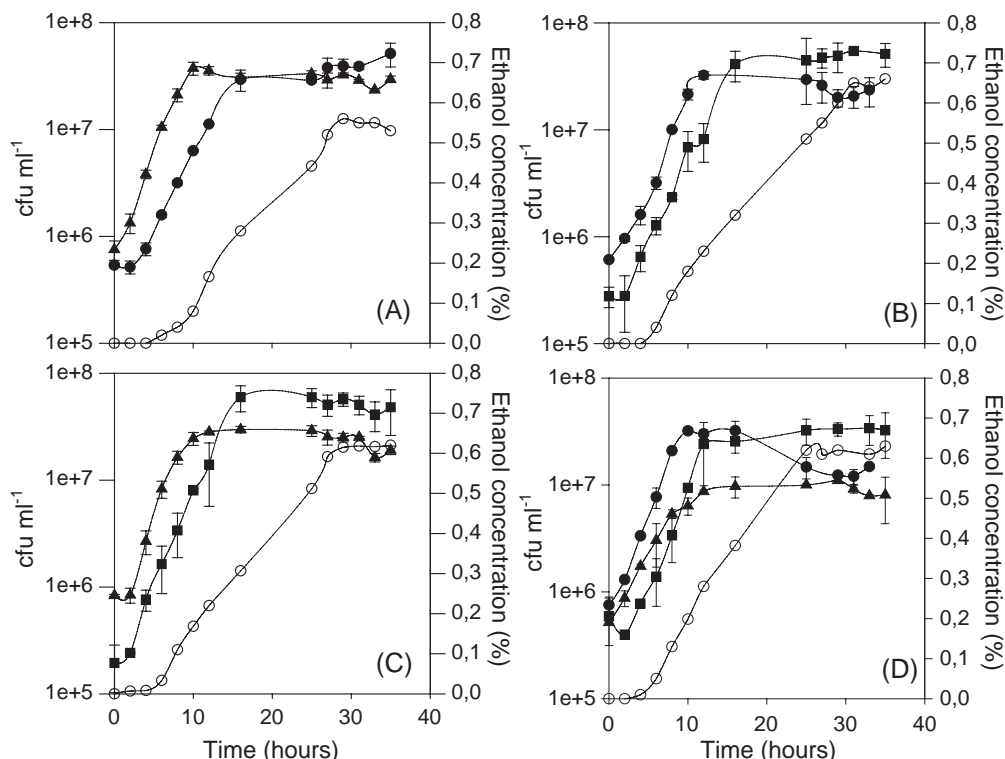 1e+8
1e+7
1e+6
1e+5
cfu ml-1
0,8
0,7
0,6
0,5
0,4
0,3
0,2
0,1
0,0
Ethanol concentration (%)
(A)
1e+8
1e+7
1e+6
1e+5
cfu ml-1
0,8
0,7
0,6
0,5
0,4
0,3
0,2
0,1
0,0
Ethanol concentration (%)
(B)
1e+8
1e+7
1e+6
1e+5
cfu ml-1
0,8
0,7
0,6
0,5
0,4
0,3
0,2
0,1
0,0
Ethanol concentration (%)
(C)
0 10 20 30 40
Time (hours)
1e+8
1e+7
1e+6
1e+5
cfu ml-1
0,8
0,7
0,6
0,5
0,4
0,3
0,2
0,1
0,0
Ethanol concentration (%)
(D)
0 10 20 30 40
Time (hours)